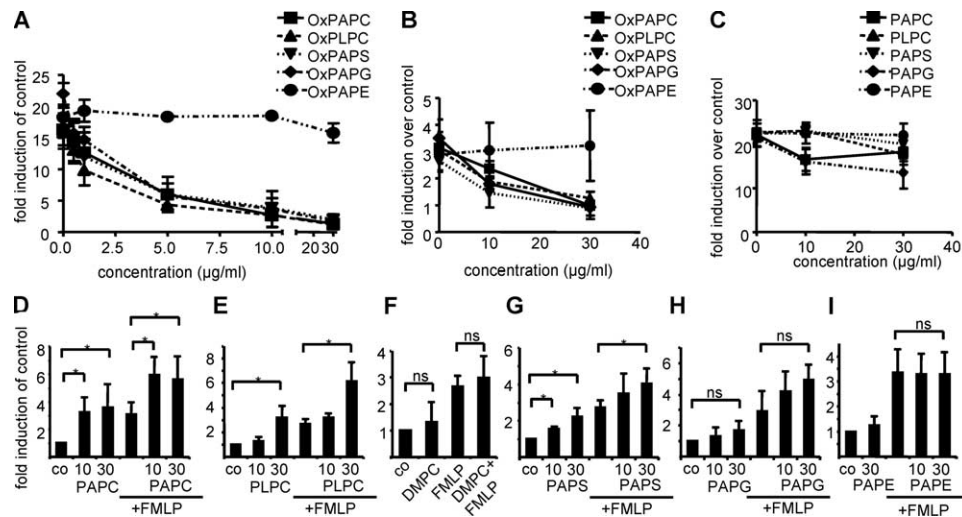 A
OxPAPC
OxPLPC
OxPAPS
OxPAPG
OxPAPE
fold induction of control
25
20
15
10
5
0
0.0 2.5 5.0 7.5 10.0 20 30
concentration (µg/ml)
B
OxPAPC
OxPLPC
OxPAPS
OxPAPG
OxPAPE
fold induction over control
5
4
3
2
1
0
0 10 20 30 40
concentration (µg/ml)
C
PAPC
PLPC
PAPS
PAPG
PAPE
fold induction over control
30
20
10
0
0 10 20 30 40
concentration (µg/ml)
D
fold induction of control
8
6
4
2
* * * *
co 10 30 10 30
PAPC PAPC
+FMLP
E
8
6
4
2
* *
co 10 30 10 30
PLPC PLPC
+FMLP
F
4
3
2
1
ns ns
co DMPC FMLP DMPC+ FMLP
G
6
4
2
* * *
co 10 30 10 30
PAPS PAPS
+FMLP
H
6
4
2
ns ns
co 10 30 10 30
PAPG PAPG
+FMLP
I
4
3
2
1
ns
co 30 10 30
PAPE PAPE
+FMLP